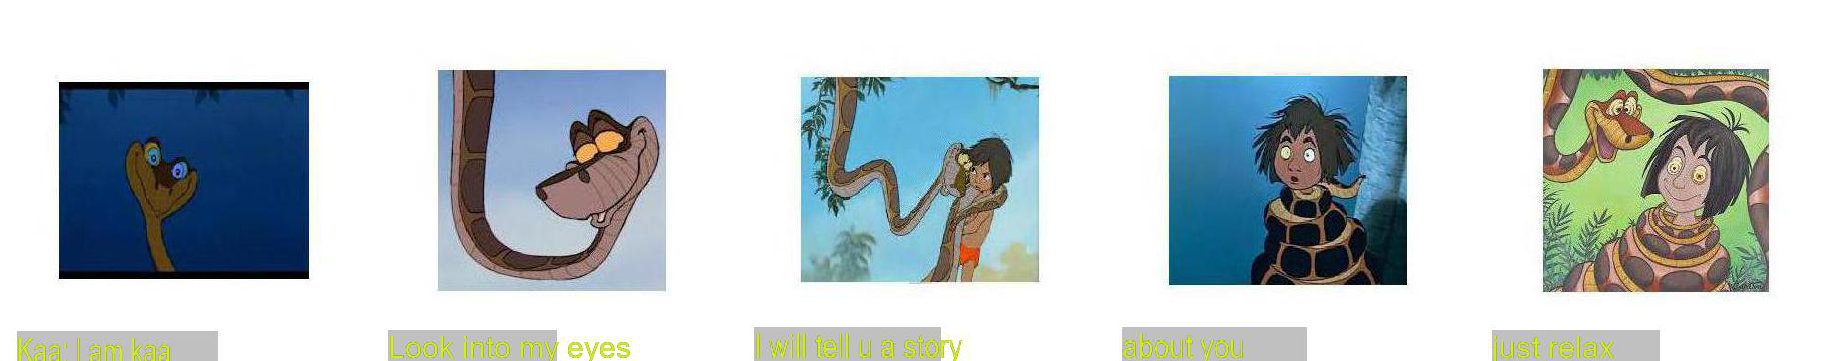 Kaa: I am kaa
Look into my eyes
I will tell u a story
about you
just relax